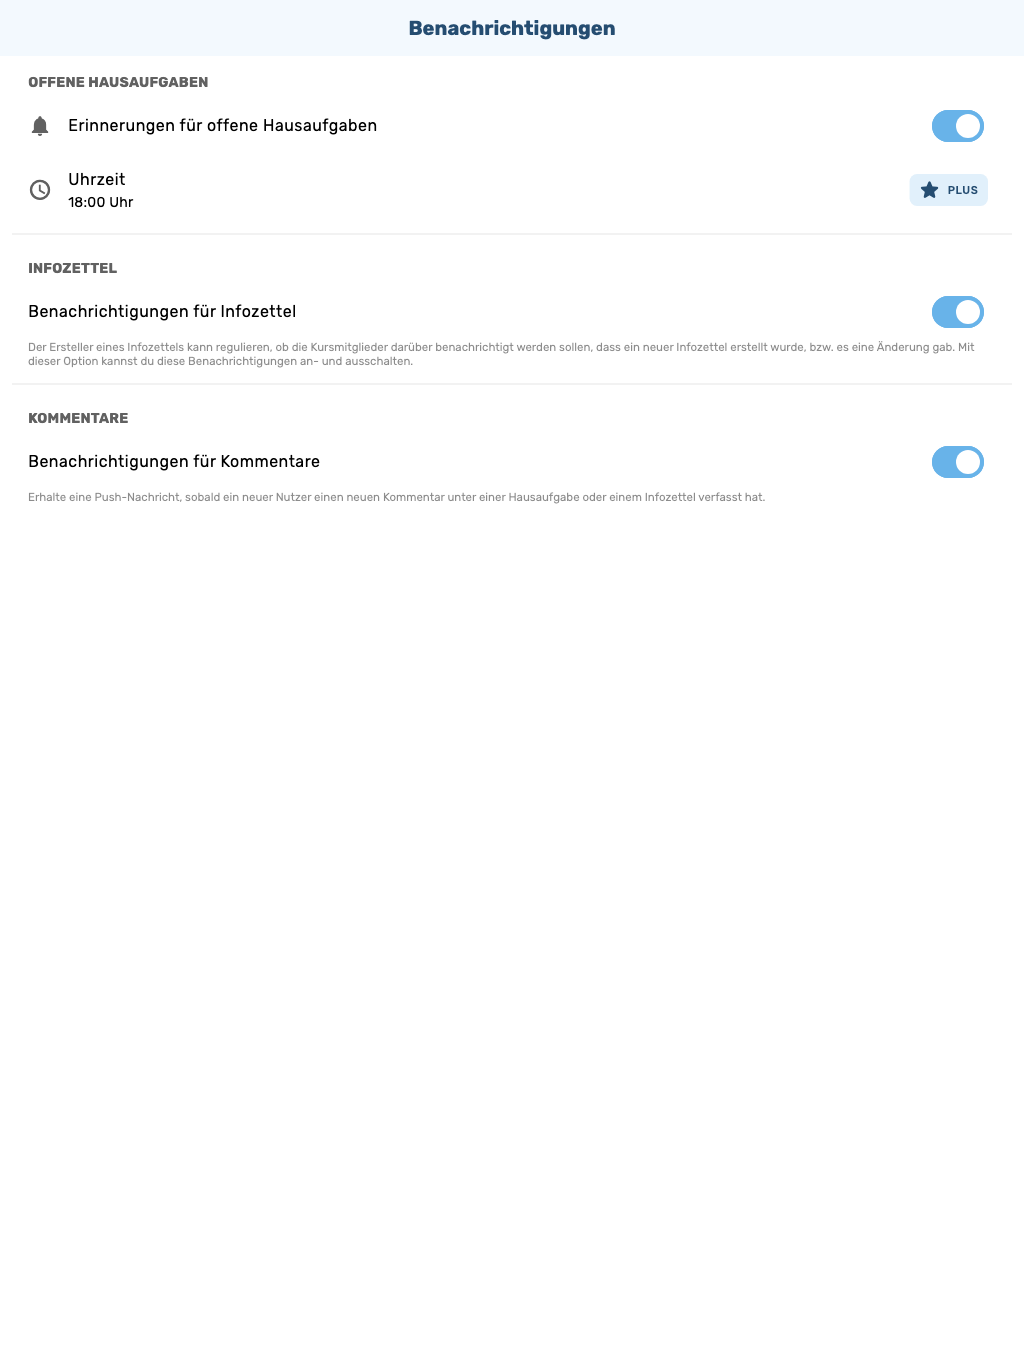 Benachrichtigungen
OFFENE HAUSAUFGABEN
Erinnerungen für offene Hausaufgaben
Uhrzeit
18:00 Uhr
PLUS
INFOZETTEL
Benachrichtigungen für Infozettel
Der Ersteller eines Infozettels kann regulieren, ob die Kursmitglieder darüber benachrichtigt werden sollen, dass ein neuer Infozettel erstellt wurde, bzw. es eine Änderung gab. Mit
dieser Option kannst du diese Benachrichtigungen an- und ausschalten.
KOMMENTARE
Benachrichtigungen für Kommentare
Erhalte eine Push-Nachricht, sobald ein neuer Nutzer einen neuen Kommentar unter einer Hausaufgabe oder einem Infozettel verfasst hat.